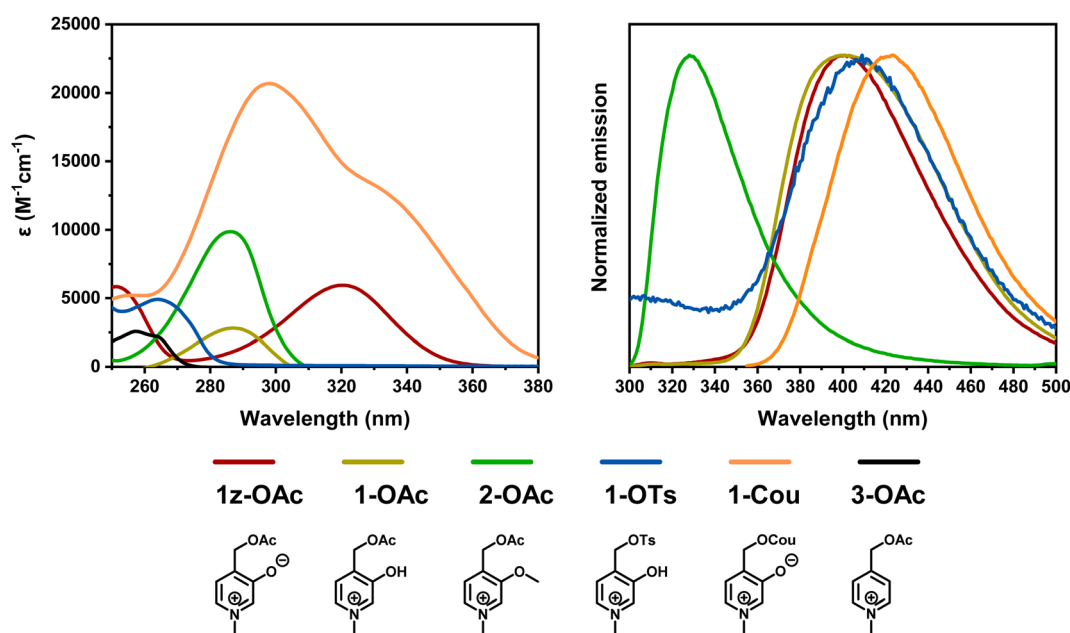 25000
20000
15000
10000
5000
0
ε (M⁻¹cm⁻¹)
260 280 300 320 340 360 380
Wavelength (nm)
Normalized emission
300 320 340 360 380 400 420 440 460 480 500
Wavelength (nm)
1z-OAc 1-OAc 2-OAc 1-OTs 1-Cou 3-OAc
OAc OAc OAc OTs OCou OAc
O⊖ OH O OH O⊖
⊕ ⊕ ⊕ ⊕ ⊕ ⊕
N N N N N N